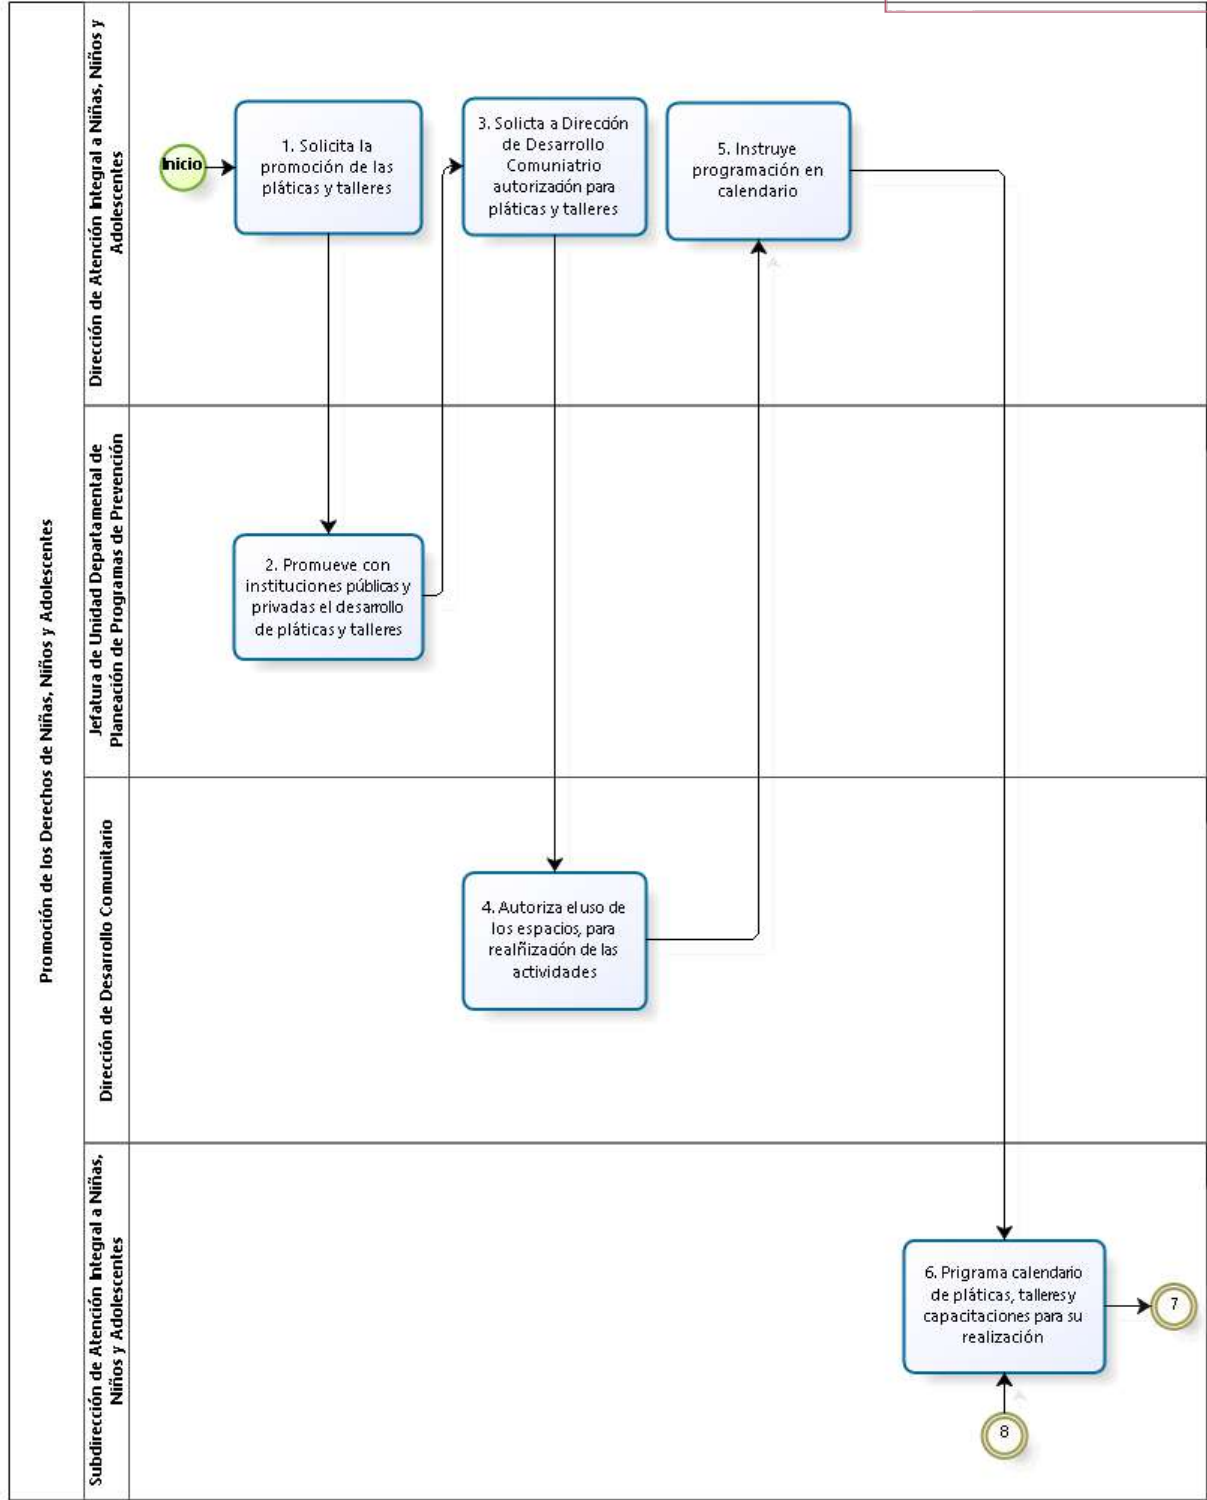 Promoción de los Derechos de Niñas, Niños y Adolescentes
Dirección de Atención Integral a Niñas, Niños y
Adolescentes
Inicio
1. Solicita la
promoción de las
pláticas y talleres
3. Solicta a Dirección
de Desarrollo
Comuniatrio
autorización para
pláticas y talleres
5. Instruye
programación en
calendario
Jefatura de Unidad Departamental de
Planeación de Programas de Prevención
2. Promueve con
instituciones públicas y
privadas el desarrollo
de pláticas y talleres
Dirección de Desarrollo Comunitario
4. Autoriza el uso de
los espacios, para
realñización de las
actividades
Subdirección de Atención Integral a Niñas,
Niños y Adolescentes
6. Prigrama calendario
de pláticas, talleres y
capacitaciones para su
realización
7
8